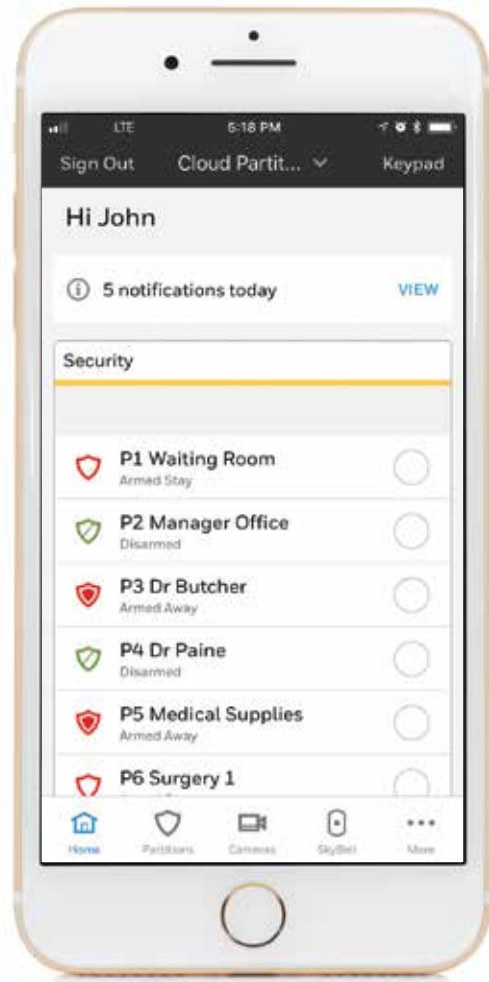 LTE 5:18 PM
Sign Out Cloud Partit... Keypad
Hi John
5 notifications today VIEW
Security
P1 Waiting Room
Armed Stay
P2 Manager Office
Disarmed
P3 Dr Butcher
Armed Away
P4 Dr Paine
Disarmed
P5 Medical Supplies
Armed Away
P6 Surgery 1
Home Partitions Cameras SkyBell More